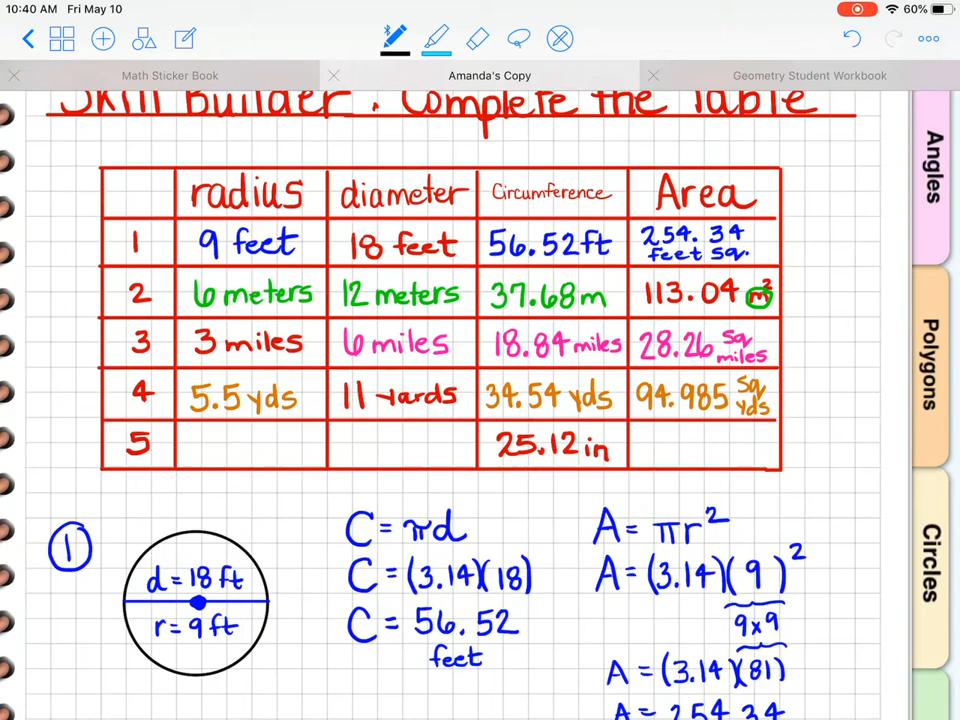 10:40 AM Fri May 10
60%
Math Sticker Book
Amanda's Copy
Geometry Student Workbook
Skill Builder. Complete the Table
radius diameter Circumference Area
1 9 feet 18 feet 56.52ft 254.34
feet sq.
2 6 meters 12 meters 37.68m 113.04 m²
3 3 miles 6 miles 18.84 miles 28.26 sq
miles
4 5.5 yds 11 yards 34.54 yds 94.985 sq
yds
5 25.12 in
1
d = 18 ft
r = 9 ft
C = πd
C = (3.14)(18)
C = 56.52
feet
A = πr²
A = (3.14)(9)²
9x9
A = (3.14)(81)
A = 254.34
Angles
Polygons
Circles